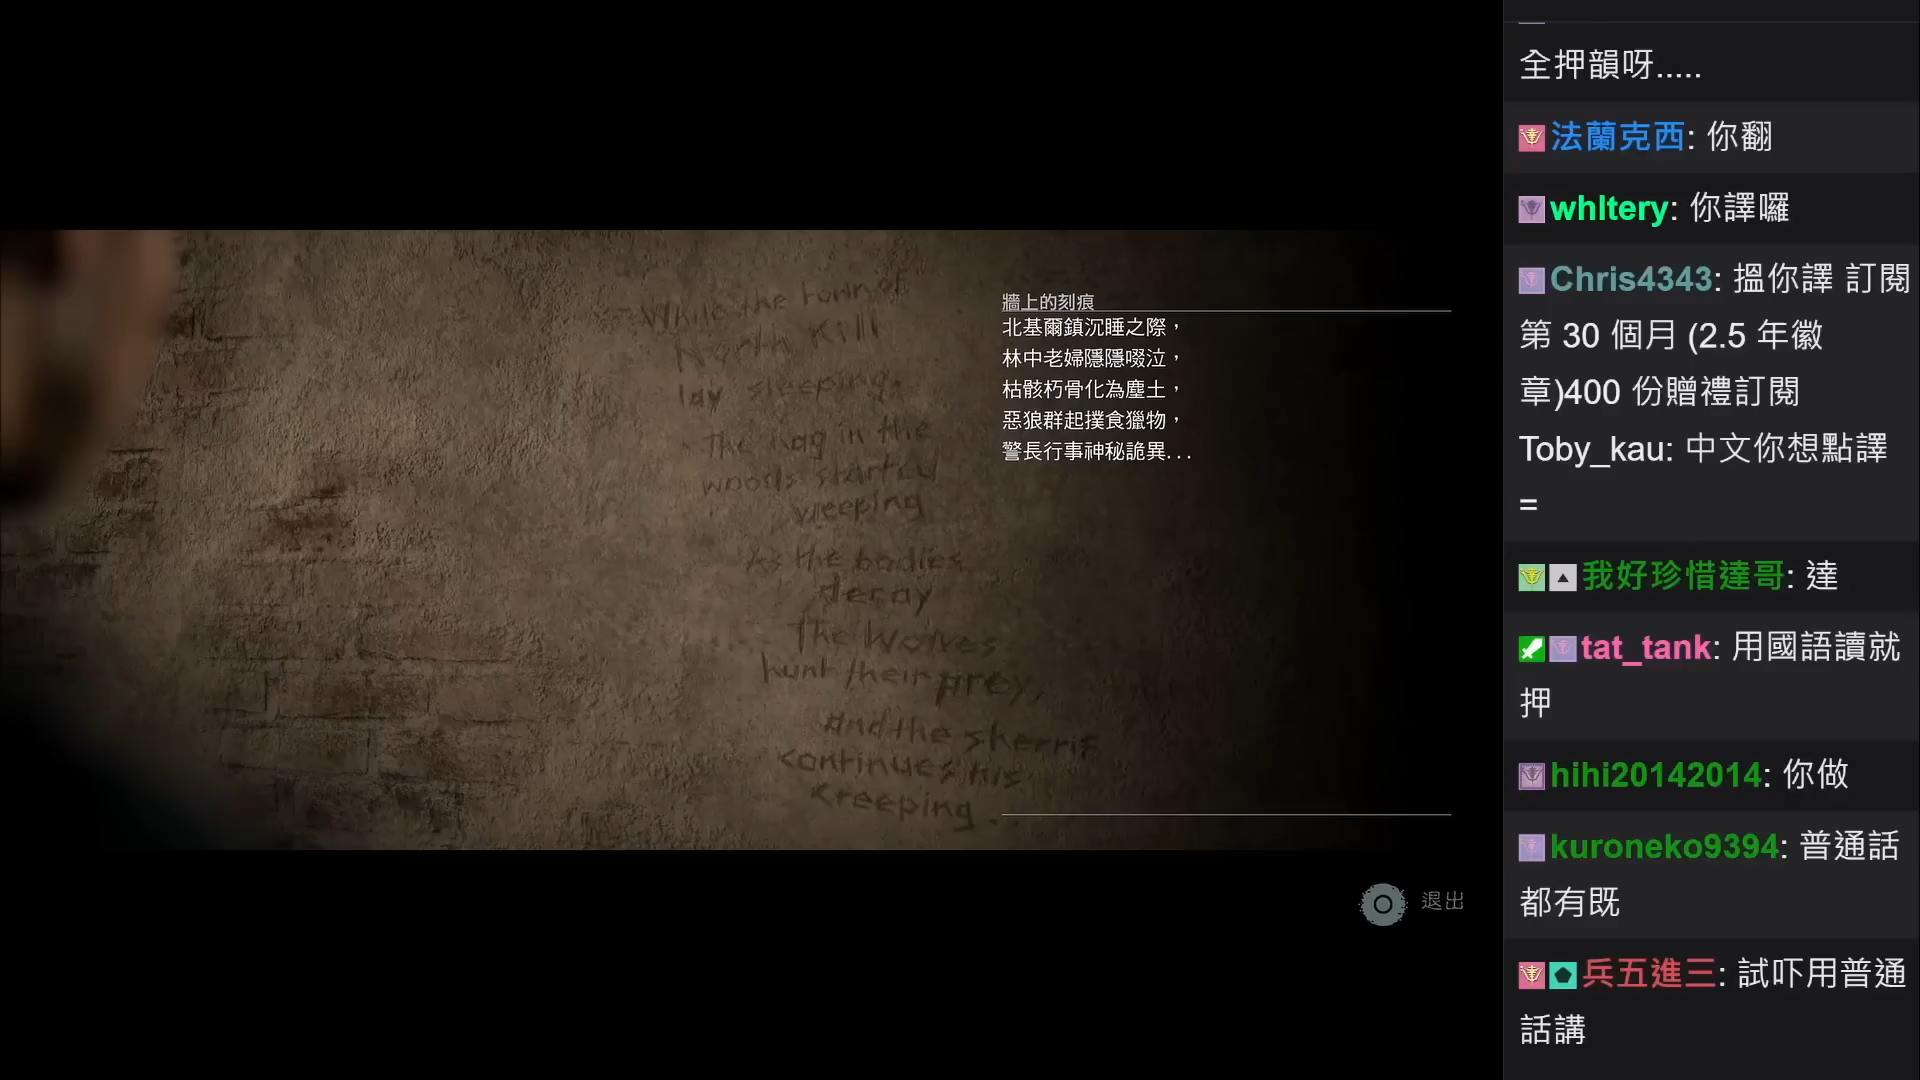 While the town of
North Kill
lay sleeping,
The hag in the
woods started
weeping
As the bodies
decay
The Wolves
hunt their prey,
and the sherrif
continues his
creeping...
牆上的刻痕
北基爾鎮沉睡之際，
林中老婦隱隱啜泣，
枯骸朽骨化為塵土，
惡狼群起撲食獵物，
警長行事神秘詭異...
退出
全押韻呀.....
法蘭克西: 你翻
whltery: 你譯囉
Chris4343: 搵你譯 訂閱
第 30 個月 (2.5 年徽
章)400 份贈禮訂閱
Toby_kau: 中文你想點譯
=
我好珍惜達哥: 達
tat_tank: 用國語讀就
押
hihi20142014: 你做
kuroneko9394: 普通話
都有既
兵五進三: 試吓用普通
話講